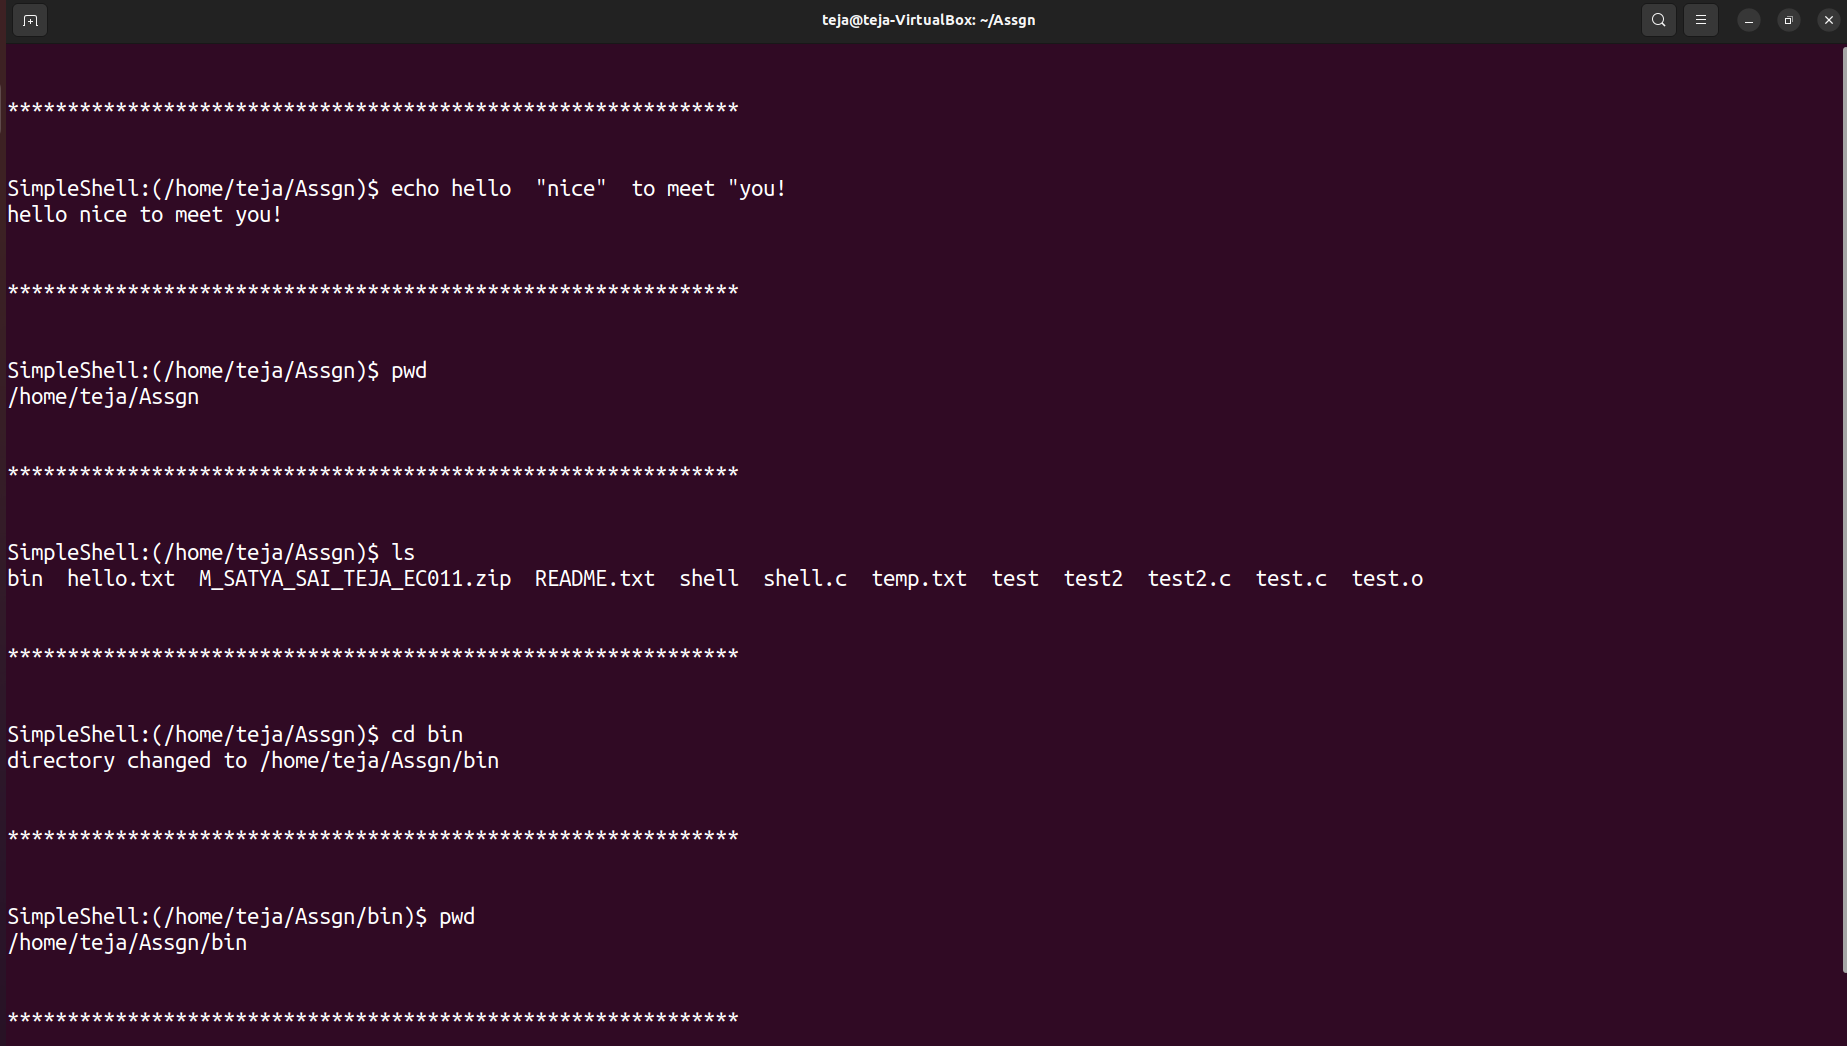 teja@teja-VirtualBox: ~/Assgn
*************************************************************
SimpleShell:(/home/teja/Assgn)$ echo hello  "nice"  to meet "you!
hello nice to meet you!
*************************************************************
SimpleShell:(/home/teja/Assgn)$ pwd
/home/teja/Assgn
*************************************************************
SimpleShell:(/home/teja/Assgn)$ ls
bin  hello.txt  M_SATYA_SAI_TEJA_EC011.zip  README.txt  shell  shell.c  temp.txt  test  test2  test2.c  test.c  test.o
*************************************************************
SimpleShell:(/home/teja/Assgn)$ cd bin
directory changed to /home/teja/Assgn/bin
*************************************************************
SimpleShell:(/home/teja/Assgn/bin)$ pwd
/home/teja/Assgn/bin
*************************************************************